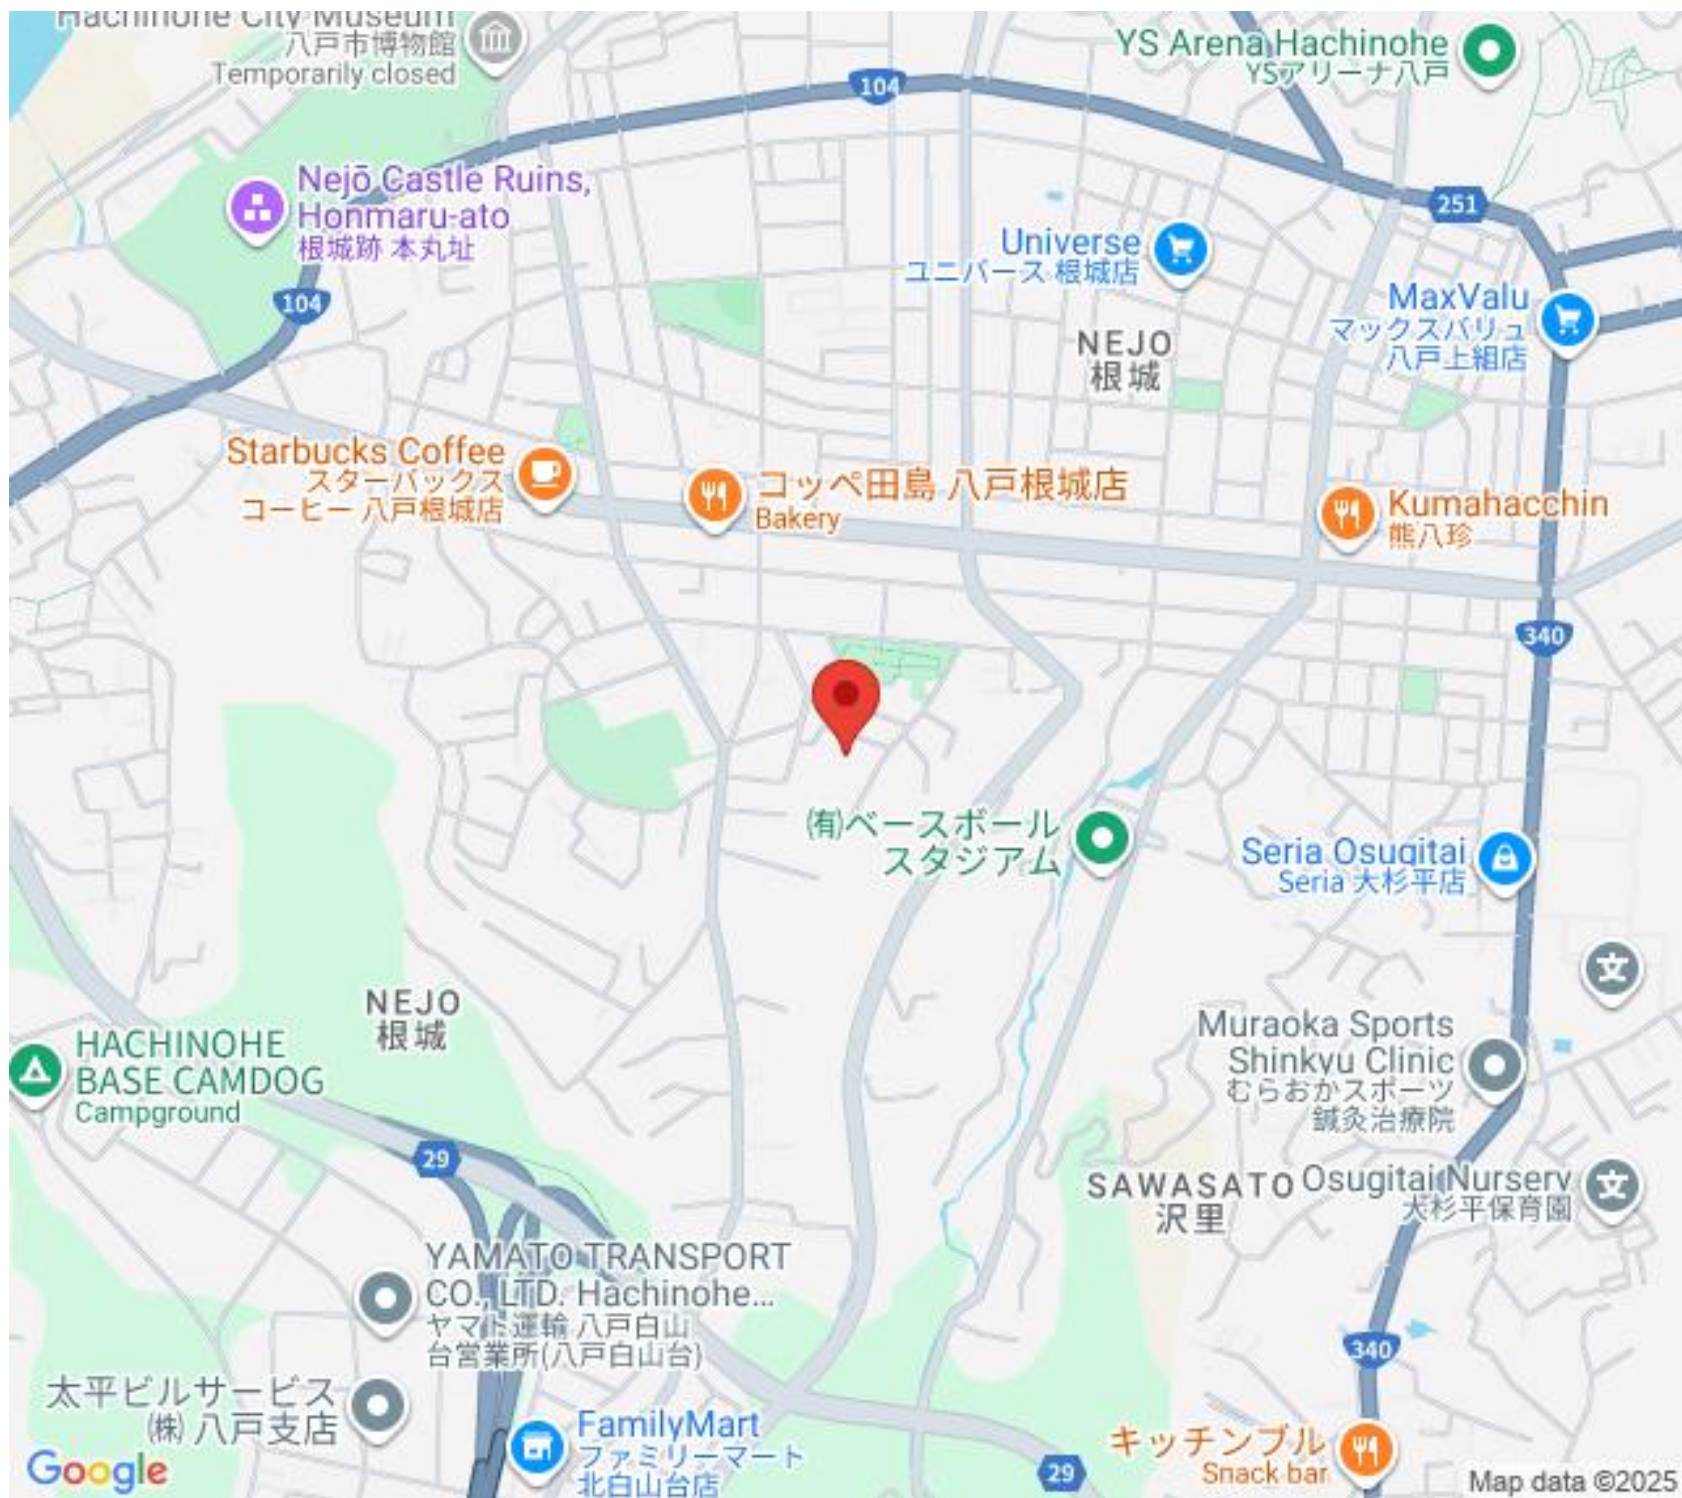 Hachinohe City Museum
八戸市博物館
Temporarily closed
YS Arena Hachinohe
YSアリーナ八戸
104
251
Nejō Castle Ruins,
Honmaru-ato
根城跡 本丸址
104
Universe
ユニバース 根城店
MaxValu
マックスバリュ
八戸上組店
NEJO
根城
Starbucks Coffee
スターバックス
コーヒー 八戸根城店
コッペ田島 八戸根城店
Bakery
Kumahacchin
熊八珍
340
㈲ベースボール
スタジアム
Seria Osugitai
Seria 大杉平店
NEJO
根城
HACHINOHE
BASE CAMDOG
Campground
Muraoka Sports
Shinkyu Clinic
むらおかスポーツ
鍼灸治療院
29
SAWASATO
沢里
Osugitai Nursery
大杉平保育園
YAMATO TRANSPORT
CO., LTD. Hachinohe...
ヤマト運輸 八戸白山
台営業所(八戸白山台)
340
太平ビルサービス
㈱ 八戸支店
FamilyMart
ファミリーマート
北白山台店
キッチンブル
Snack bar
29
Google
Map data ©2025